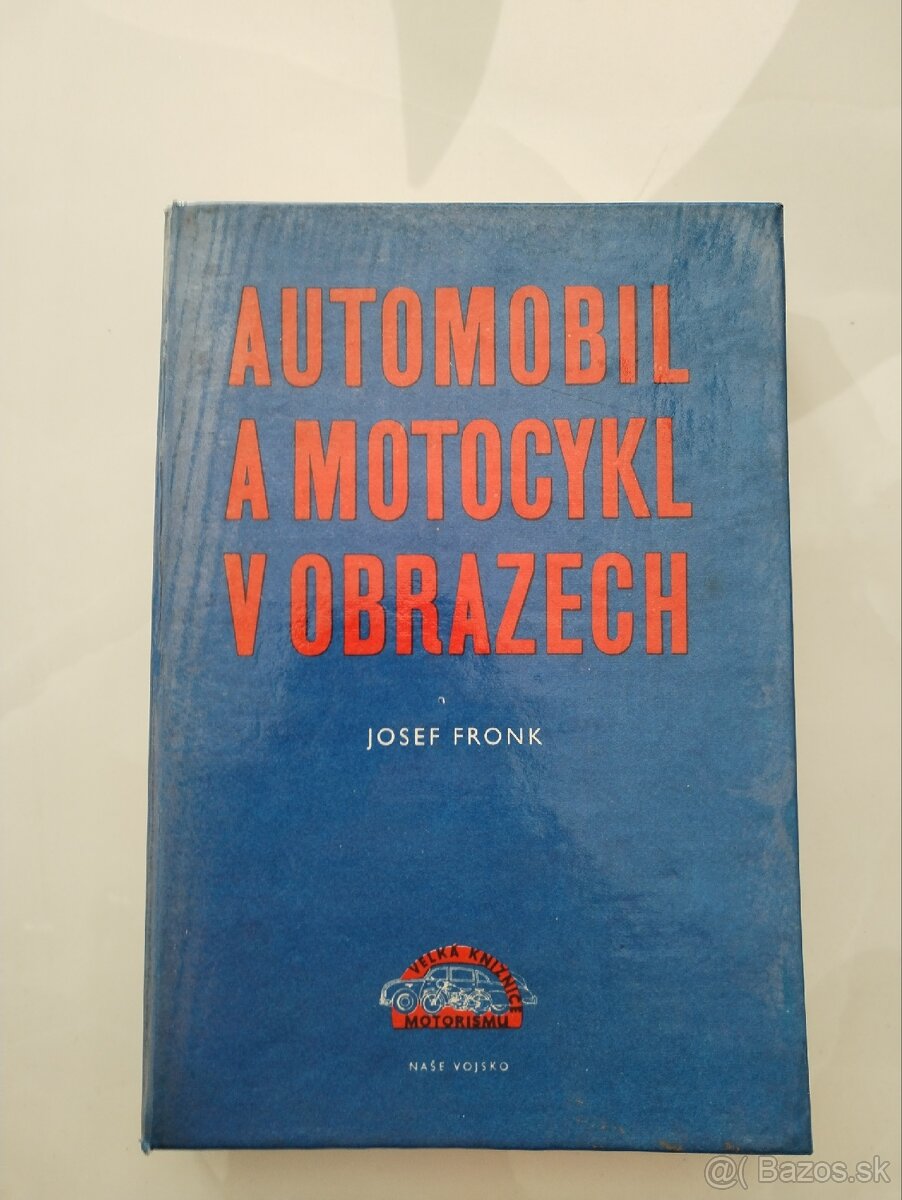 AUTOMOBIL
A MOTOCYKL
V OBRAZECH
JOSEF FRONK
VELKÁ KNIŽNICE
MOTORISMU
NAŠE VOJSKO
@( Bazos.sk